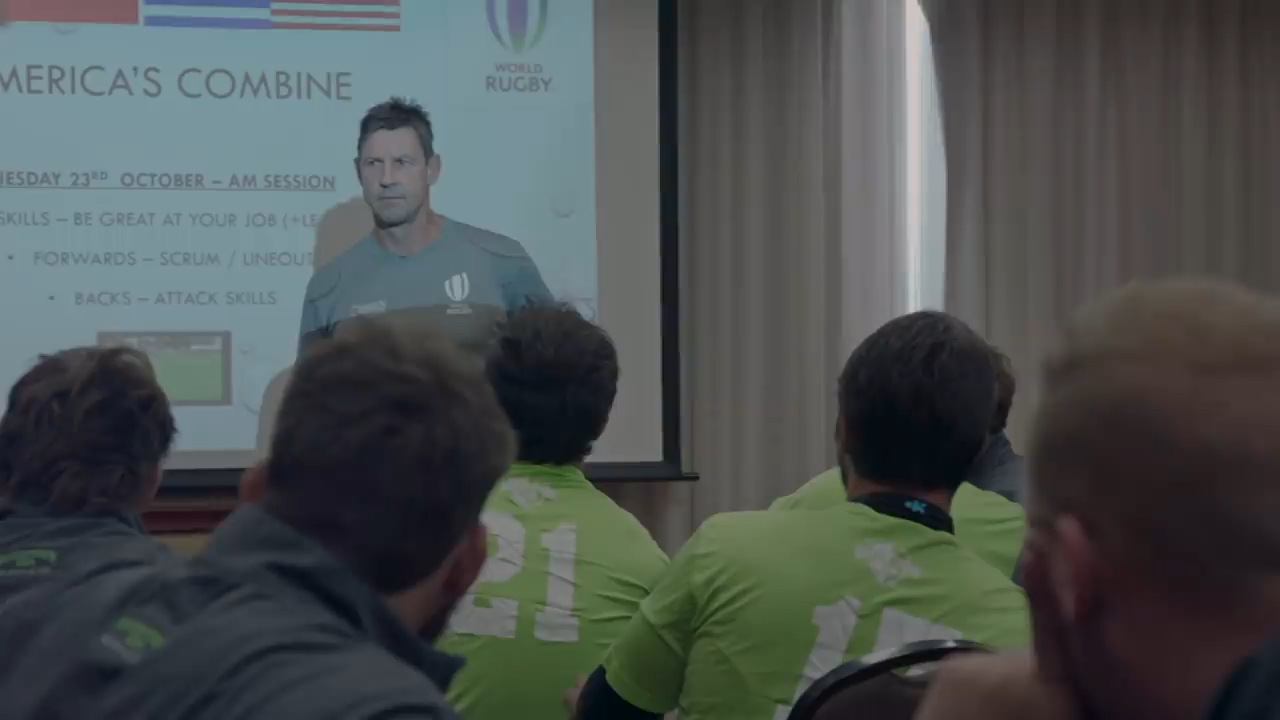 MERICA'S COMBINE
WORLD
RUGBY
ESDAY 23RD OCTOBER – AM SESSION
SKILLS – BE GREAT AT YOUR JOB (+LE
• FORWARDS – SCRUM / LINEOUT
• BACKS – ATTACK SKILLS
21